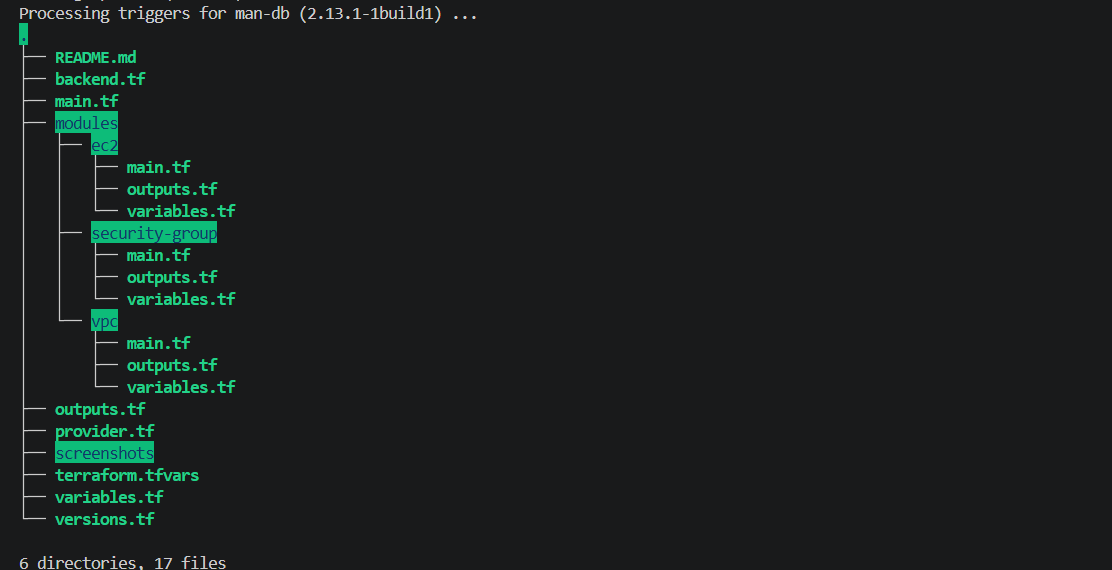 Processing triggers for man-db (2.13.1-1build1) ...
.
├── README.md
├── backend.tf
├── main.tf
├── modules
│   ├── ec2
│   │   ├── main.tf
│   │   ├── outputs.tf
│   │   └── variables.tf
│   ├── security-group
│   │   ├── main.tf
│   │   ├── outputs.tf
│   │   └── variables.tf
│   └── vpc
│       ├── main.tf
│       ├── outputs.tf
│       └── variables.tf
├── outputs.tf
├── provider.tf
├── screenshots
├── terraform.tfvars
├── variables.tf
└── versions.tf
6 directories, 17 files